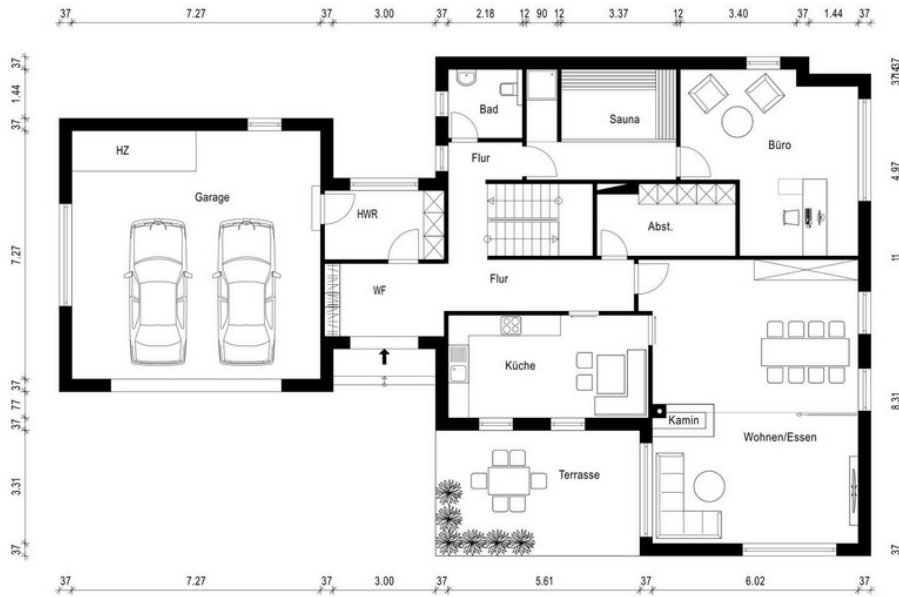 37 7.27 37 3.00 37 2.18 12 90 12 3.37 12 3.40 37 1.44 37
37
1.44
37
7.27
37
77
37
3.31
37
Bad
Sauna
Büro
Flur
HZ
Garage
HWR
Abst.
WF
Flur
Küche
Kamin
Wohnen/Essen
Terrasse
4.97
11
8.31
37
37 7.27 37 3.00 37 5.61 37 6.02 37